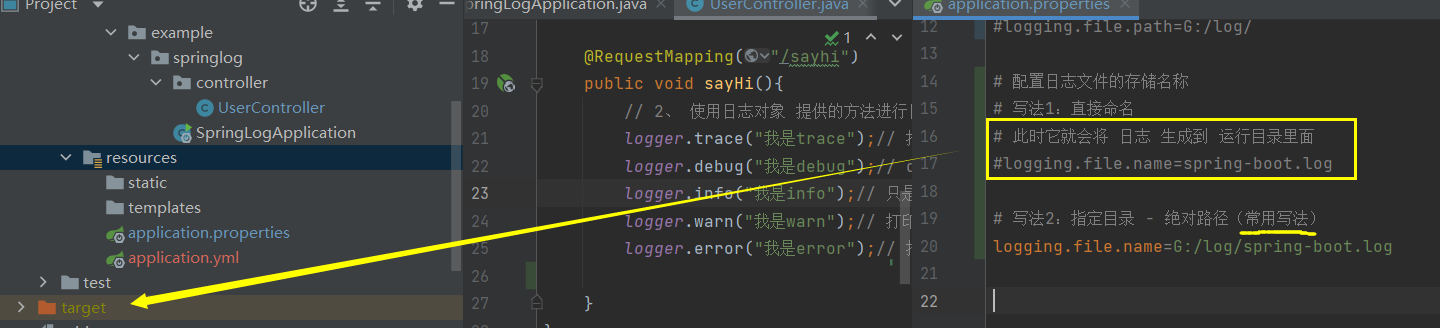 Project
example
springlog
controller
UserController
SpringLogApplication
resources
static
templates
application.properties
application.yml
test
target
pringLogApplication.java
UserController.java
1
17
18 @RequestMapping("/sayhi")
19 public void sayHi(){
20 // 2、 使用日志对象 提供的方法进行
21 logger.trace("我是trace");//
22 logger.debug("我是debug");//
23 logger.info("我是info");// 只是
24 logger.warn("我是warn");// 打印
25 logger.error("我是error");//
26
27 }
application.properties
12 #logging.file.path=G:/log/
13
14 # 配置日志文件的存储名称
15 # 写法1: 直接命名
16 # 此时它就会将 日志 生成到 运行目录里面
17 #logging.file.name=spring-boot.log
18
19 # 写法2: 指定目录 - 绝对路径（常用写法）
20 logging.file.name=G:/log/spring-boot.log
21
22